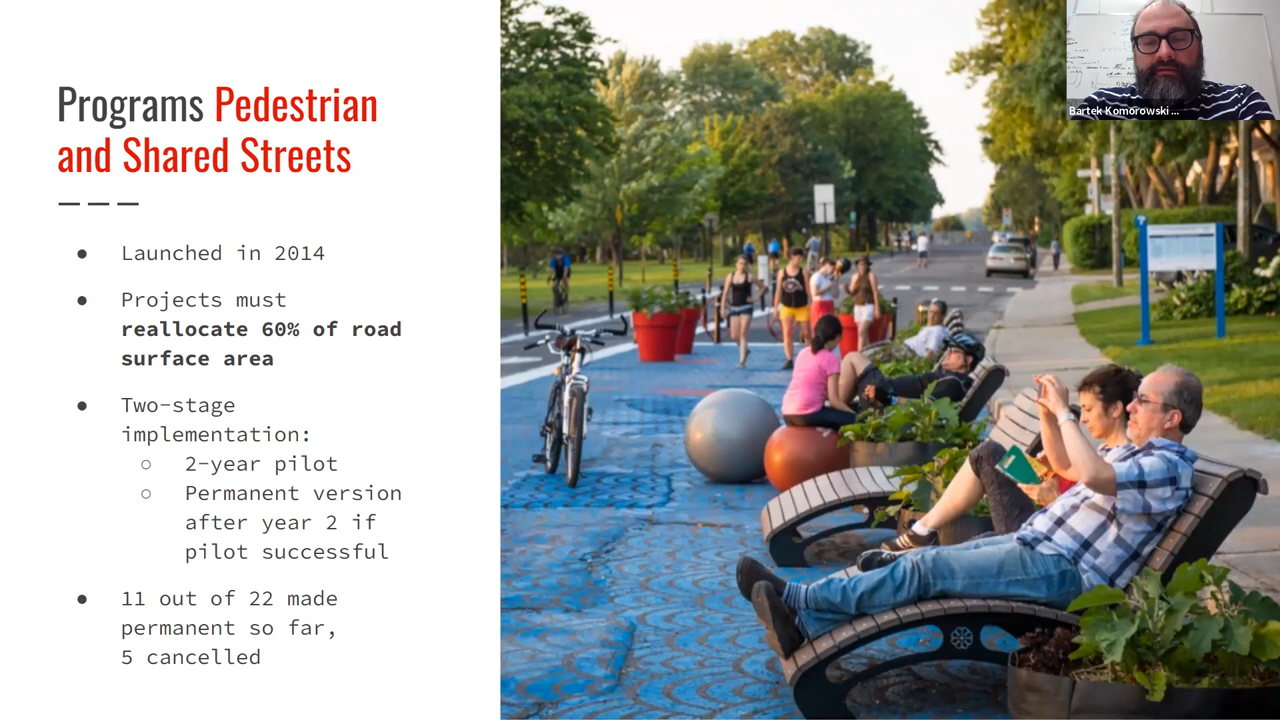 Programs Pedestrian
and Shared Streets
● Launched in 2014
● Projects must
reallocate 60% of road
surface area
● Two-stage
implementation:
○ 2-year pilot
○ Permanent version
after year 2 if
pilot successful
● 11 out of 22 made
permanent so far,
5 cancelled
Bartek Komorowski ...